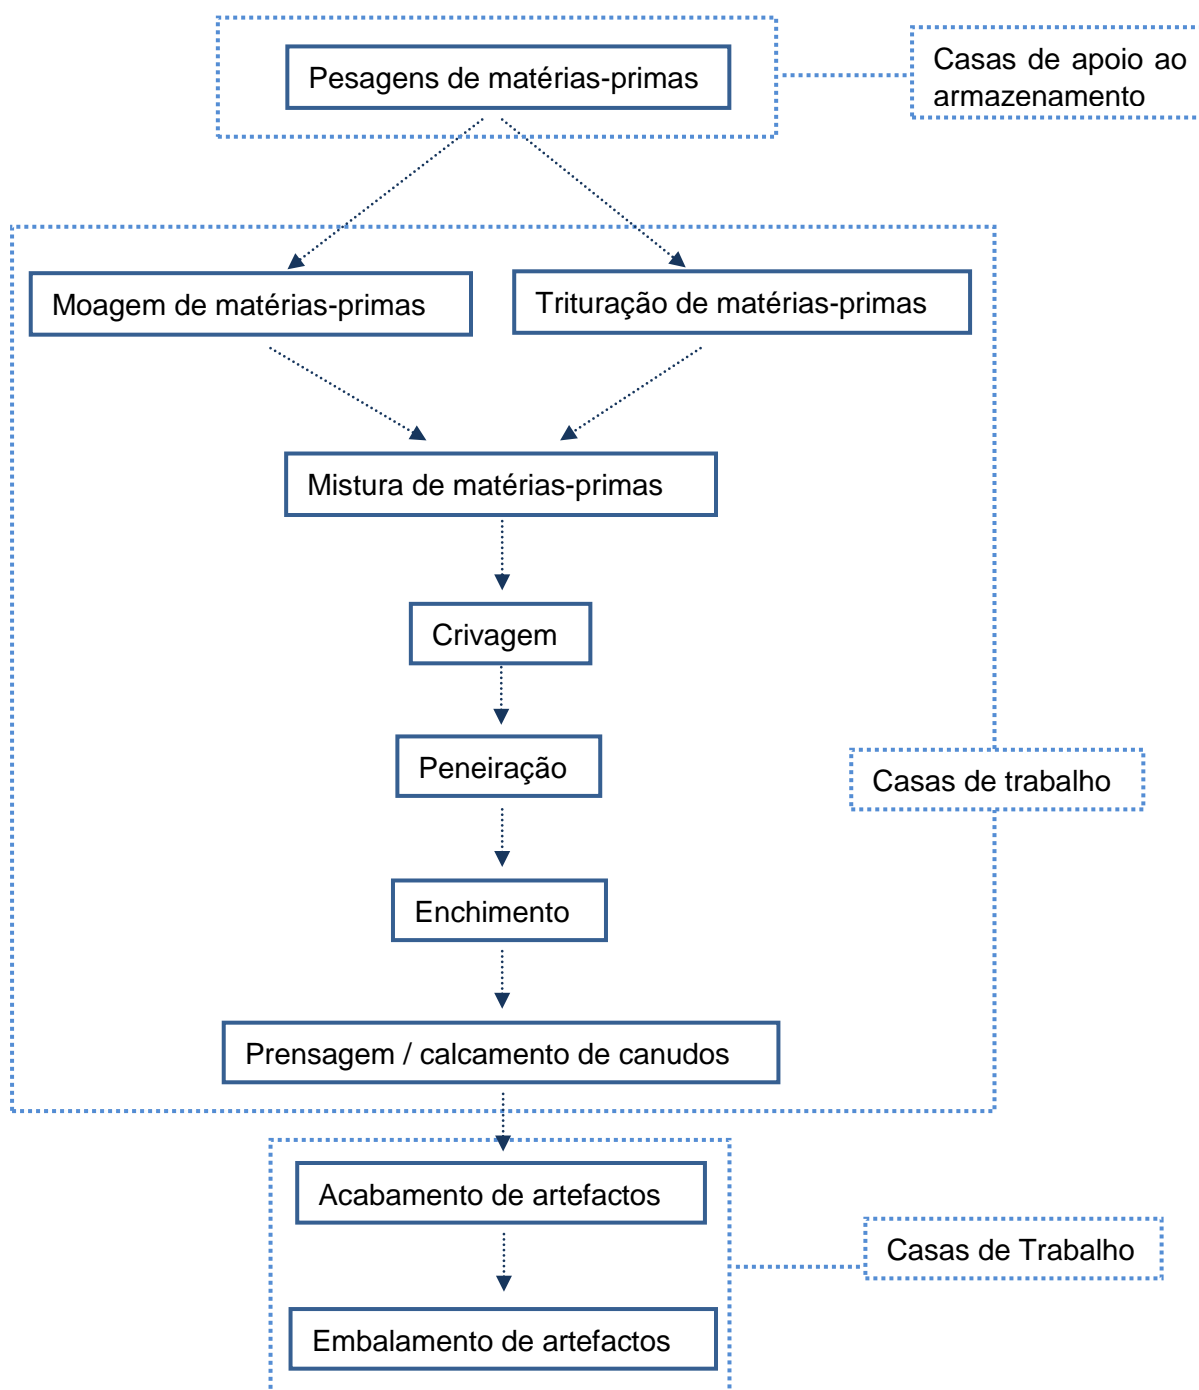 Pesagens de matérias-primas
Casas de apoio ao
armazenamento
Moagem de matérias-primas
Trituração de matérias-primas
Mistura de matérias-primas
Crivagem
Peneiração
Casas de trabalho
Enchimento
Prensagem / calcamento de canudos
Acabamento de artefactos
Casas de Trabalho
Embalamento de artefactos